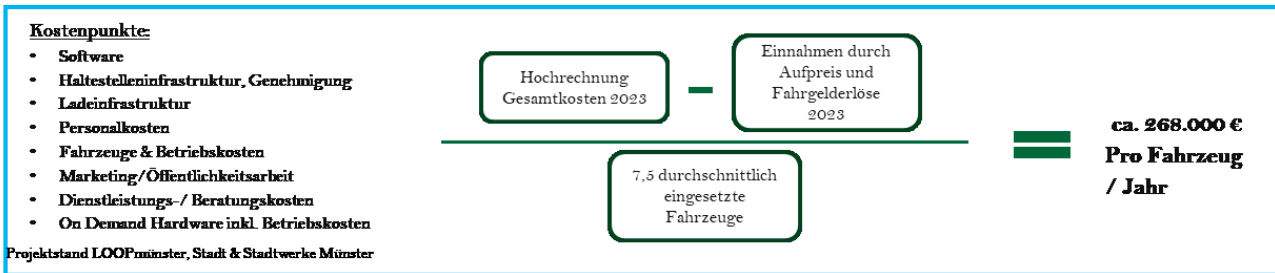 Kostenpunkte:
• Software
• Haltestelleninfrastruktur, Genehmigung
• Ladeinfrastruktur
• Personalkosten
• Fahrzeuge & Betriebskosten
• Marketing/Öffentlichkeitsarbeit
• Dienstleistungs-/ Beratungskosten
• On Demand Hardware inkl. Betriebskosten
Projektstand LOOPmünster, Stadt & Stadtwerke Münster
Hochrechnung
Gesamtkosten 2023
–
Einnahmen durch
Aufpreis und
Fahrgelderlöse
2023
7,5 durchschnittlich
eingesetzte
Fahrzeuge
=
ca. 268.000 €
Pro Fahrzeug
/ Jahr